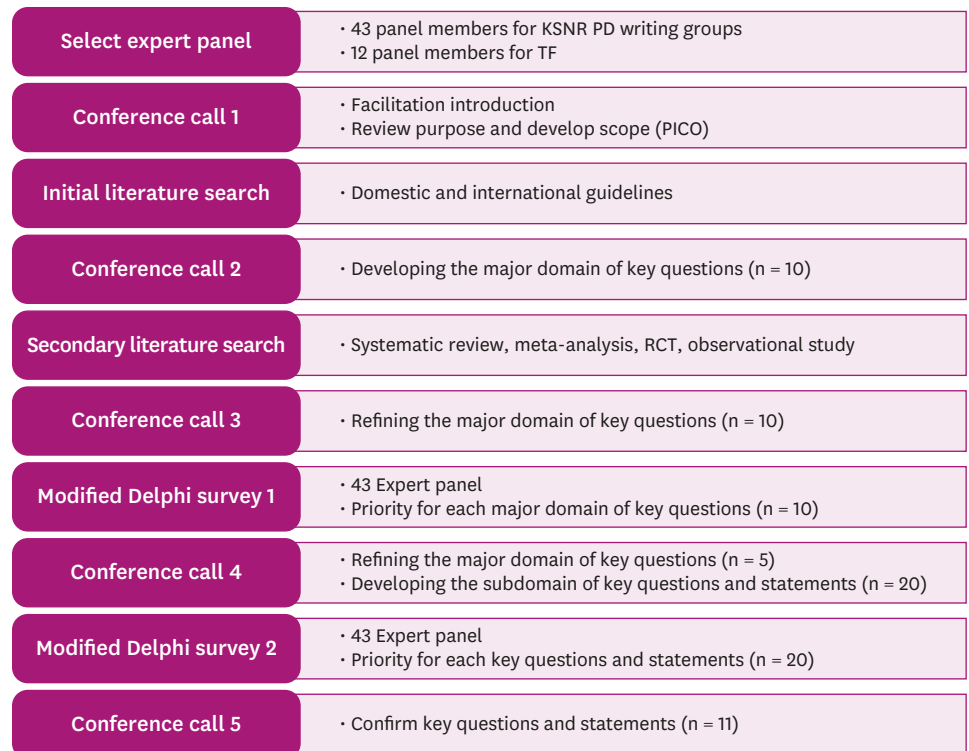 Select expert panel
· 43 panel members for KSNR PD writing groups
· 12 panel members for TF
Conference call 1
· Facilitation introduction
· Review purpose and develop scope (PICO)
Initial literature search
· Domestic and international guidelines
Conference call 2
· Developing the major domain of key questions (n = 10)
Secondary literature search
· Systematic review, meta-analysis, RCT, observational study
Conference call 3
· Refining the major domain of key questions (n = 10)
Modified Delphi survey 1
· 43 Expert panel
· Priority for each major domain of key questions (n = 10)
Conference call 4
· Refining the major domain of key questions (n = 5)
· Developing the subdomain of key questions and statements (n = 20)
Modified Delphi survey 2
· 43 Expert panel
· Priority for each key questions and statements (n = 20)
Conference call 5
· Confirm key questions and statements (n = 11)